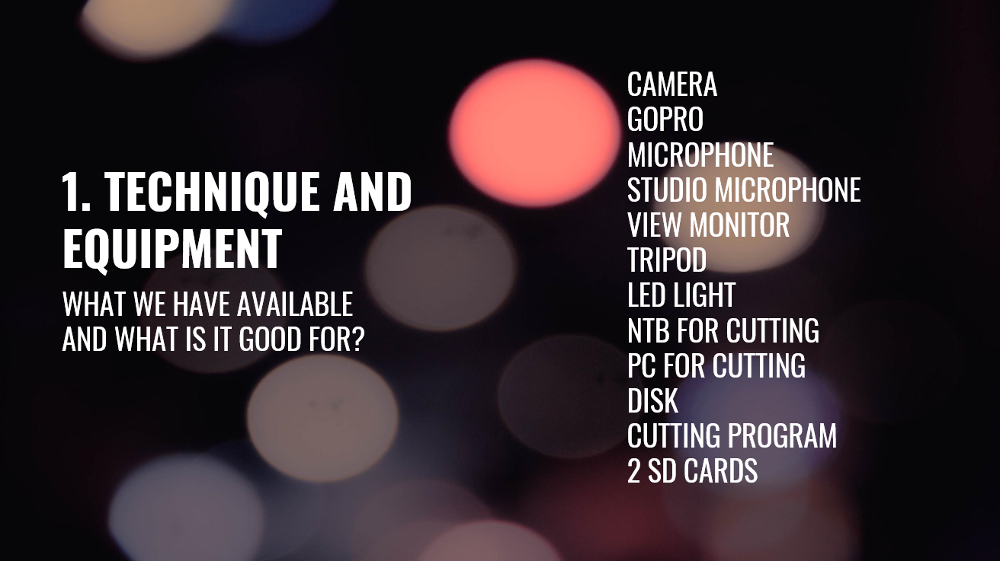 1. TECHNIQUE AND
EQUIPMENT
WHAT WE HAVE AVAILABLE
AND WHAT IS IT GOOD FOR?
CAMERA
GOPRO
MICROPHONE
STUDIO MICROPHONE
VIEW MONITOR
TRIPOD
LED LIGHT
NTB FOR CUTTING
PC FOR CUTTING
DISK
CUTTING PROGRAM
2 SD CARDS